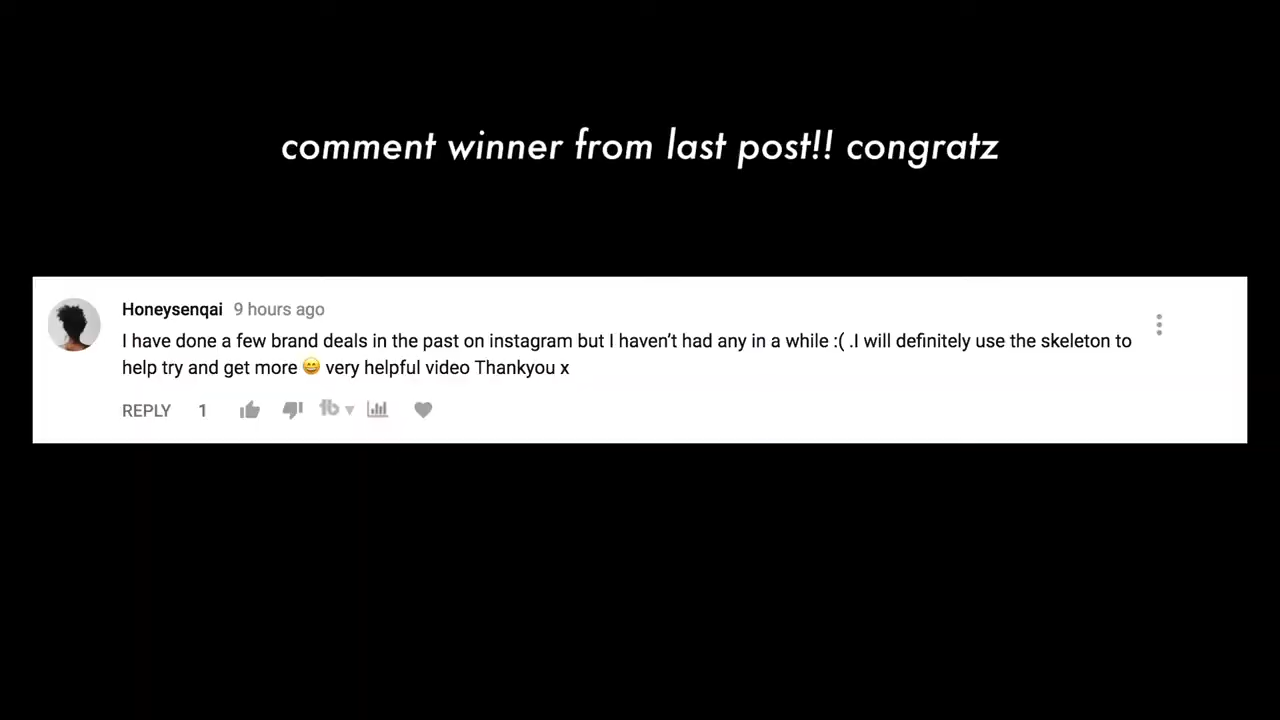 comment winner from last post!! congratz
Honeysenqai 9 hours ago
I have done a few brand deals in the past on instagram but I haven't had any in a while :( .I will definitely use the skeleton to
help try and get more 😄 very helpful video Thankyou x
REPLY 1